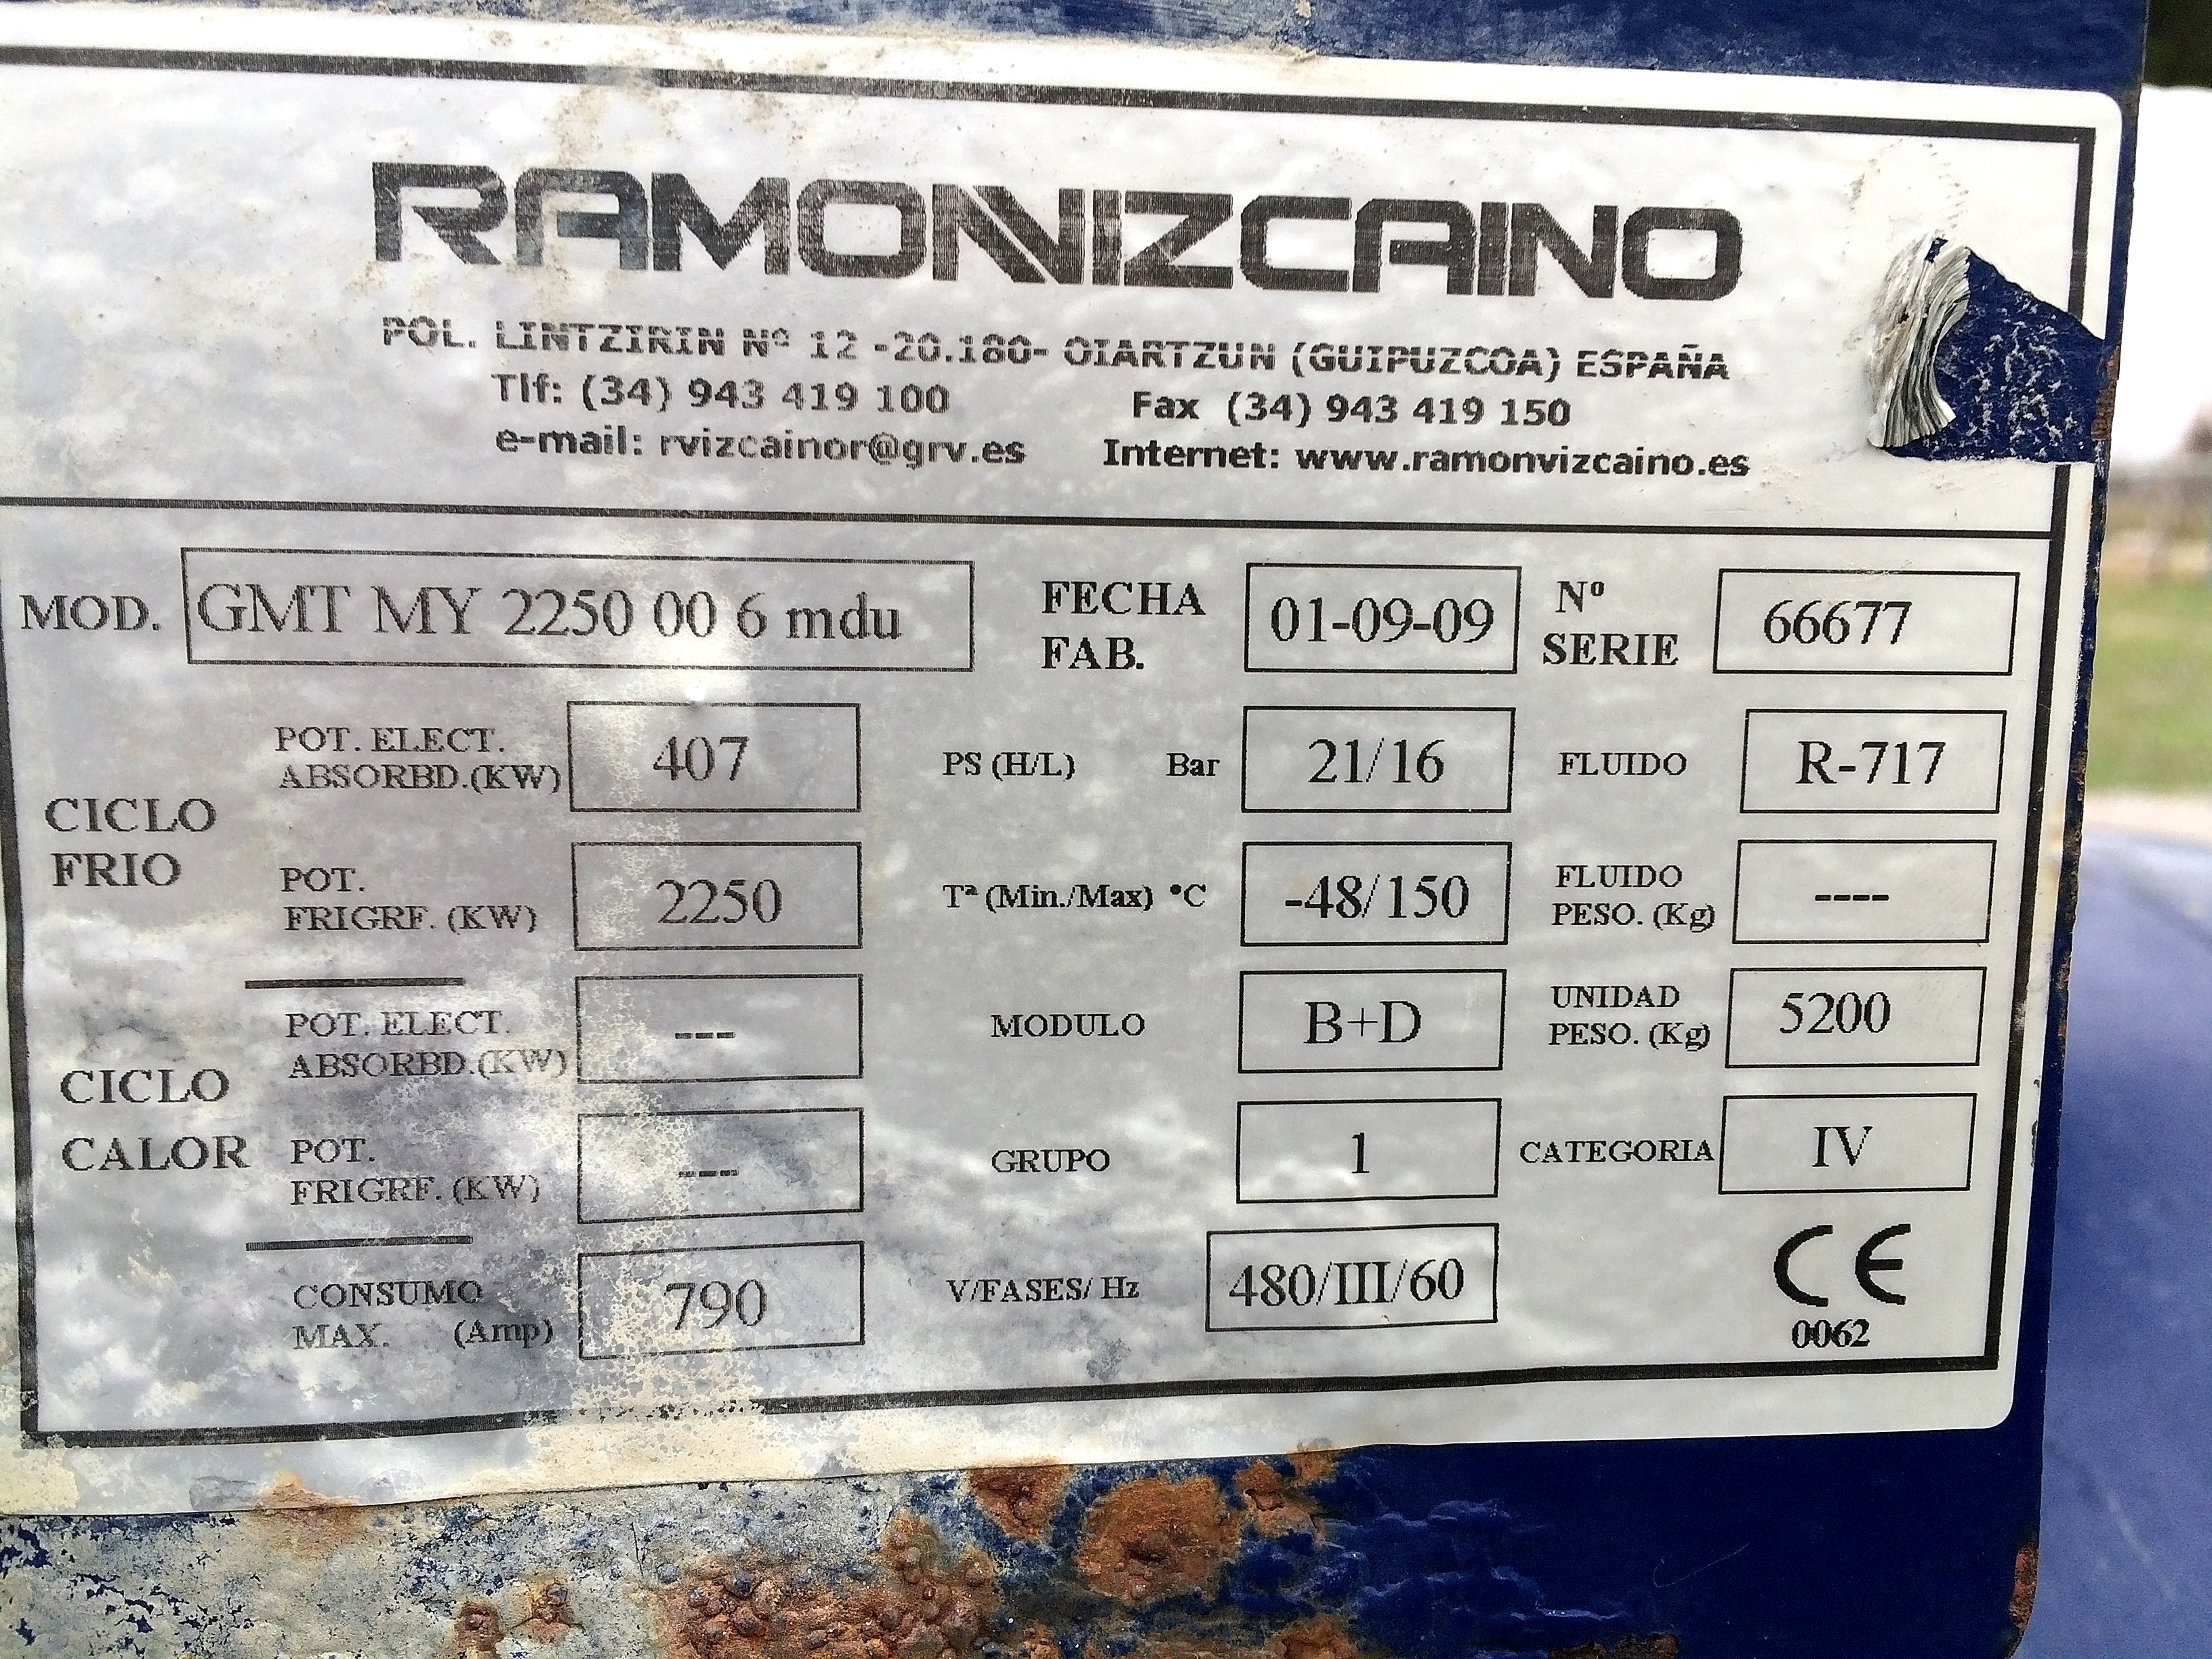 RAMONVIZCAINO
POL. LINTZIRIN Nº 12 -20.180- OIARTZUN (GUIPUZCOA) ESPAÑA
Tlf: (34) 943 419 100 Fax (34) 943 419 150
e-mail: rvizcainor@grv.es Internet: www.ramonvizcaino.es
MOD. GMT MY 2250 00 6 mdu FECHA FAB. 01-09-09 Nº SERIE 66677
CICLO FRIO
POT. ELECT. ABSORBD.(KW) 407 PS (H/L) Bar 21/16 FLUIDO R-717
POT. FRIGRF. (KW) 2250 Tª (Min./Max) °C -48/150 FLUIDO PESO. (Kg) ----
CICLO CALOR
POT. ELECT. ABSORBD.(KW) --- MODULO B+D UNIDAD PESO. (Kg) 5200
POT. FRIGRF. (KW) --- GRUPO 1 CATEGORIA IV
CONSUMO MAX. (Amp) 790 V/FASES/ Hz 480/III/60 CE
0062